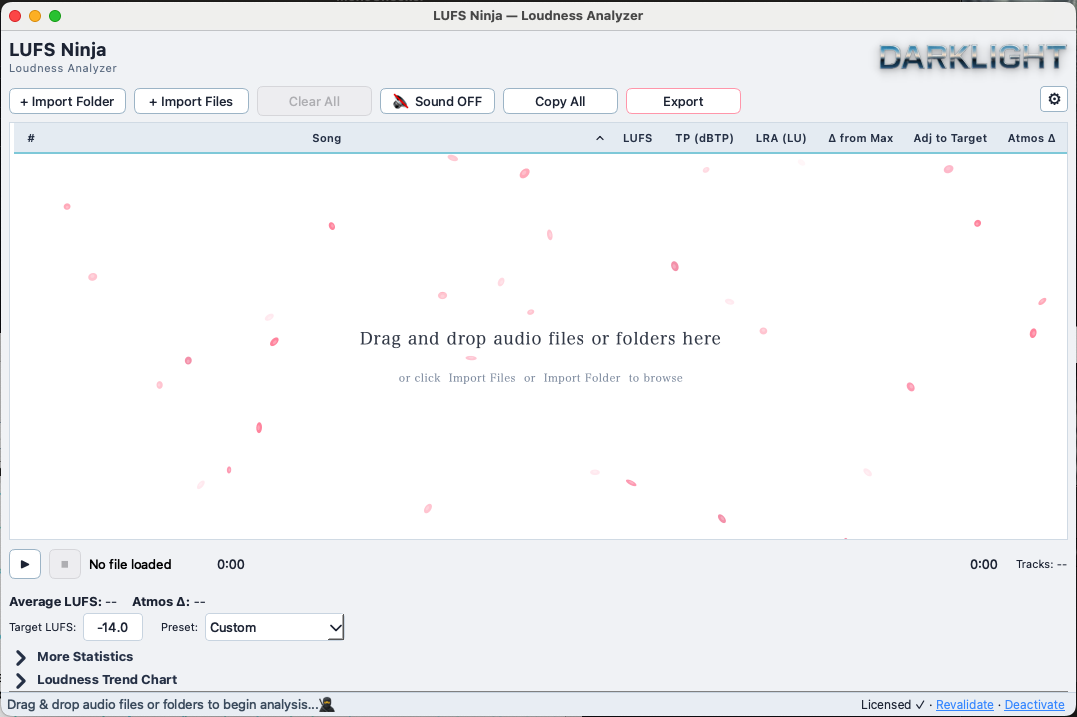 LUFS Ninja — Loudness Analyzer
LUFS Ninja
Loudness Analyzer
DARKLIGHT
+ Import Folder
+ Import Files
Clear All
Sound OFF
Copy All
Export
# Song LUFS TP (dBTP) LRA (LU) Δ from Max Adj to Target Atmos Δ
Drag and drop audio files or folders here
or click Import Files or Import Folder to browse
No file loaded 0:00 0:00 Tracks: --
Average LUFS: -- Atmos Δ: --
Target LUFS: -14.0 Preset: Custom
More Statistics
Loudness Trend Chart
Drag & drop audio files or folders to begin analysis... Licensed ✓ · Revalidate · Deactivate